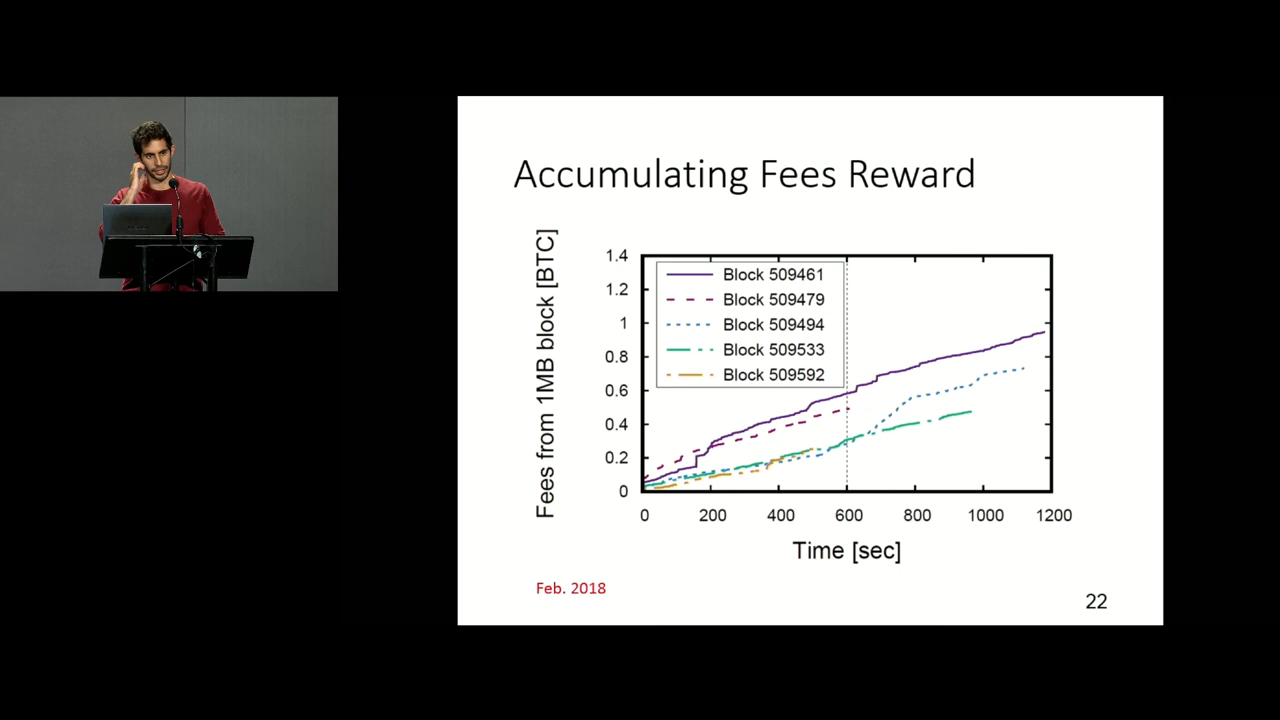 Accumulating Fees Reward
Fees from 1MB block [BTC]
1.4
1.2
1
0.8
0.6
0.4
0.2
0
Block 509461
Block 509479
Block 509494
Block 509533
Block 509592
0 200 400 600 800 1000 1200
Time [sec]
Feb. 2018
22